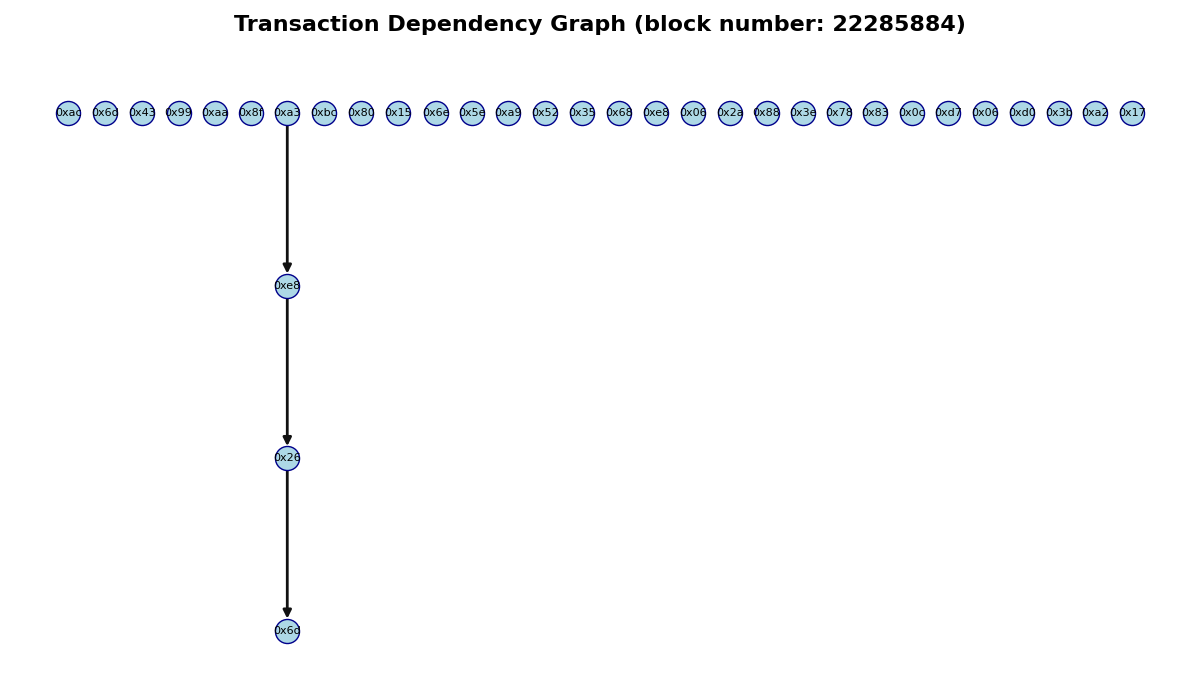 Transaction Dependency Graph (block number: 22285884)
0xac 0x6d 0x43 0x99 0xaa 0x8f 0xa3 0xbc 0x80 0x15 0x6e 0x5e 0xa9 0x52 0x35 0x68 0xe8 0x06 0x2a 0x88 0x3e 0x78 0x83 0x0c 0xd7 0x06 0xd0 0x3b 0xa2 0x17
0xe8
0x26
0x6d